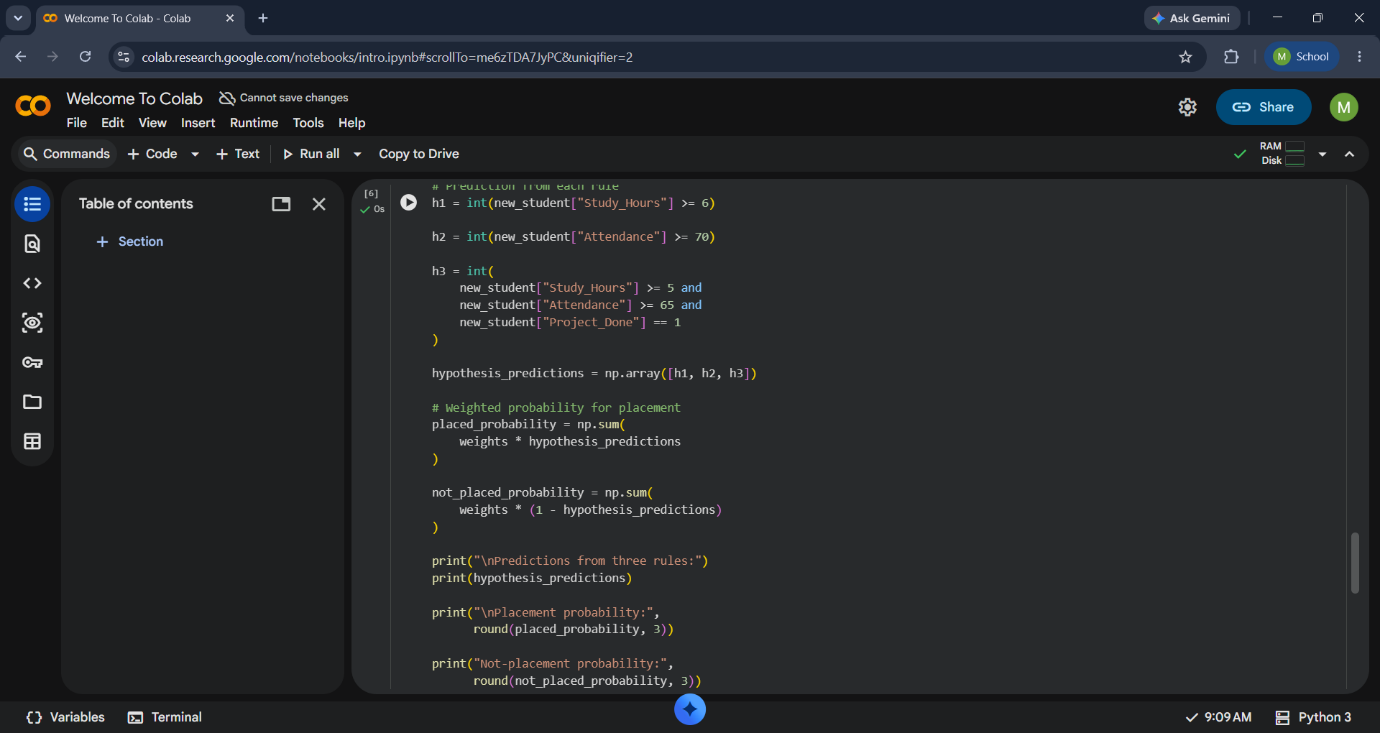 Welcome To Colab - Colab
Ask Gemini
colab.research.google.com/notebooks/intro.ipynb#scrollTo=me6zTDA7JyPC&uniqifier=2
M School
Welcome To Colab Cannot save changes
File Edit View Insert Runtime Tools Help
Share
M
Commands + Code + Text Run all Copy to Drive
RAM
Disk
Table of contents
+ Section
[6]
0s
# Prediction from each rule
h1 = int(new_student["Study_Hours"] >= 6)
h2 = int(new_student["Attendance"] >= 70)
h3 = int(
new_student["Study_Hours"] >= 5 and
new_student["Attendance"] >= 65 and
new_student["Project_Done"] == 1
)
hypothesis_predictions = np.array([h1, h2, h3])
# Weighted probability for placement
placed_probability = np.sum(
weights * hypothesis_predictions
)
not_placed_probability = np.sum(
weights * (1 - hypothesis_predictions)
)
print("\nPredictions from three rules:")
print(hypothesis_predictions)
print("\nPlacement probability:",
round(placed_probability, 3))
print("Not-placement probability:",
round(not_placed_probability, 3))
Variables Terminal
9:09 AM Python 3